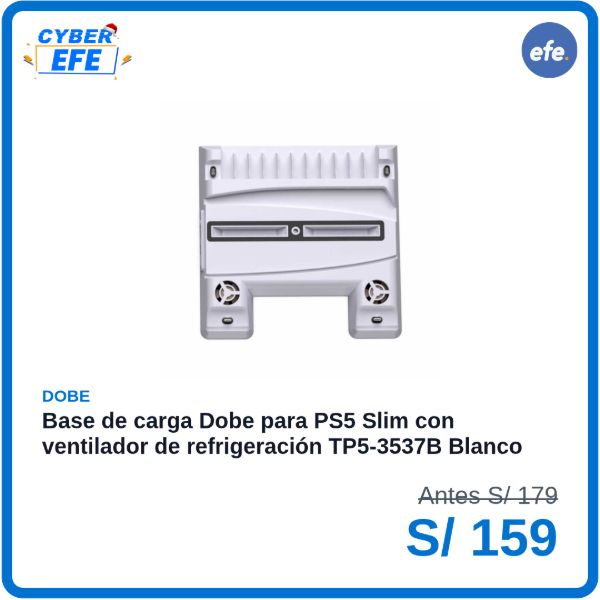 CYBER
EFE
efe.
DOBE
Base de carga Dobe para PS5 Slim con
ventilador de refrigeración TP5-3537B Blanco
Antes S/ 179
S/ 159